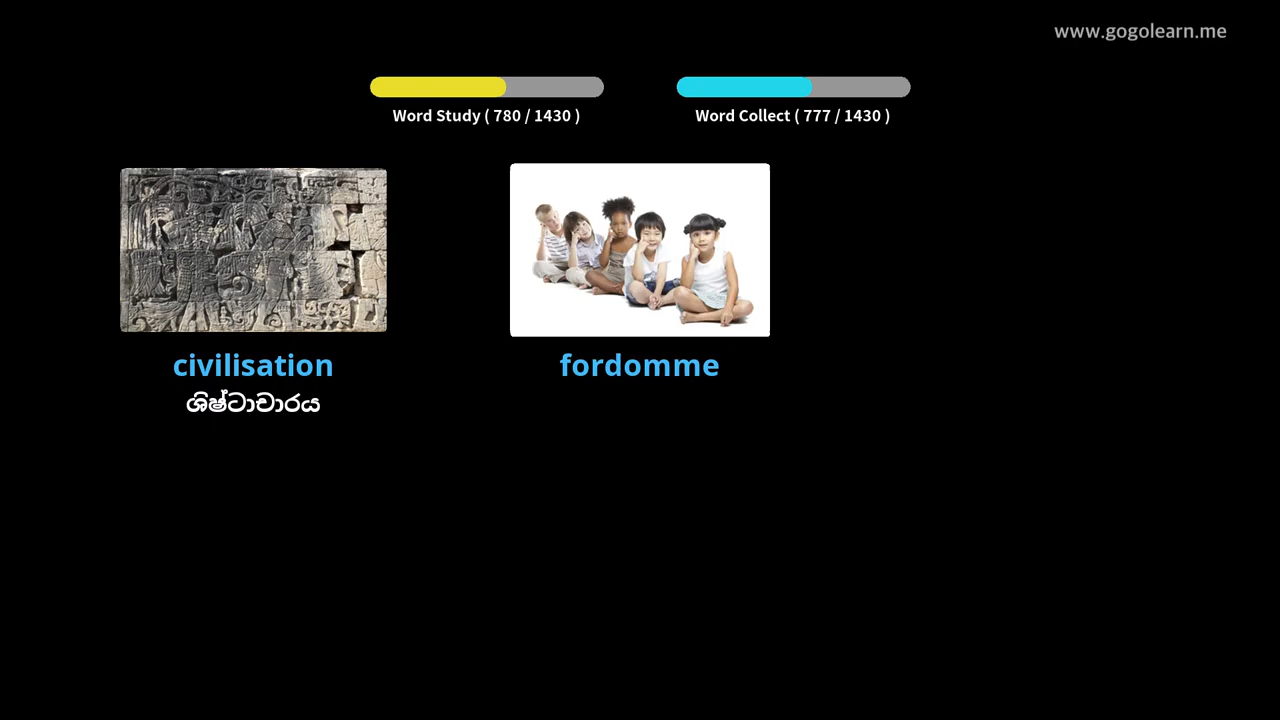 www.gogolearn.me
Word Study ( 780 / 1430 )
Word Collect ( 777 / 1430 )
civilisation
ශිෂ්ටාචාරය
fordomme